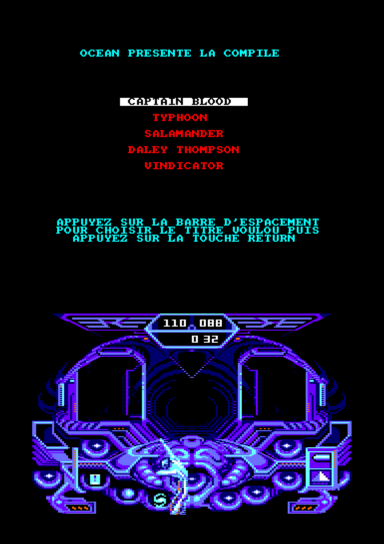 OCEAN PRESENTE LA COMPILE
CAPTAIN BLOOD
TYPHOON
SALAMANDER
DALEY THOMPSON
VINDICATOR
APPUYEZ SUR LA BARRE D'ESPACEMENT
POUR CHOISIR LE TITRE VOULOU PUIS
APPUYEZ SUR LA TOUCHE RETURN
110 088
0 32